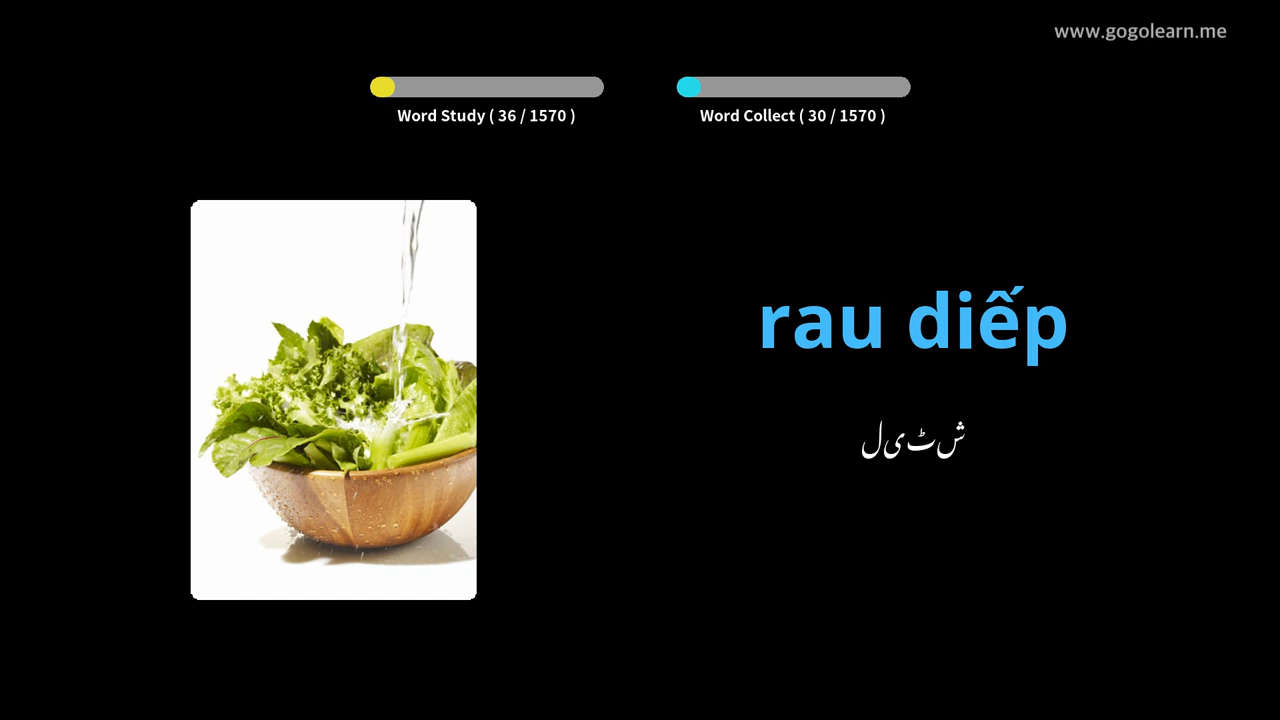 www.gogolearn.me
Word Study ( 36 / 1570 )
Word Collect ( 30 / 1570 )
rau diếp
لیٹش